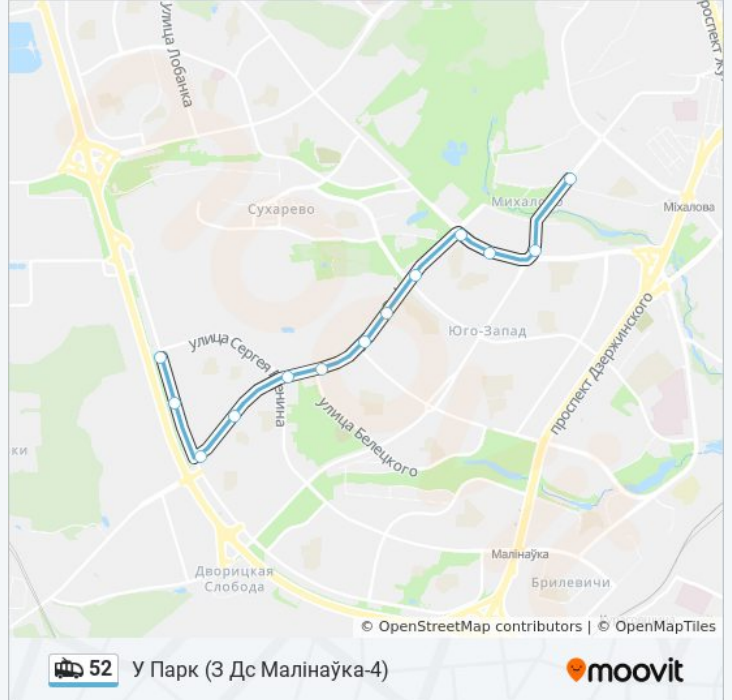 улица Лобанка
проспект Жу
Сухарево
Михалово
Міхалова
улица Сергея Есенина
Юго-Запад
проспект Дзержинского
улица Белецкого
ки
Малінаўка
Дворицкая
Слобода
Брилевичи
© OpenStreetMap contributors | © OpenMapTiles
52 У Парк (З Дс Малінаўка-4)
moovit